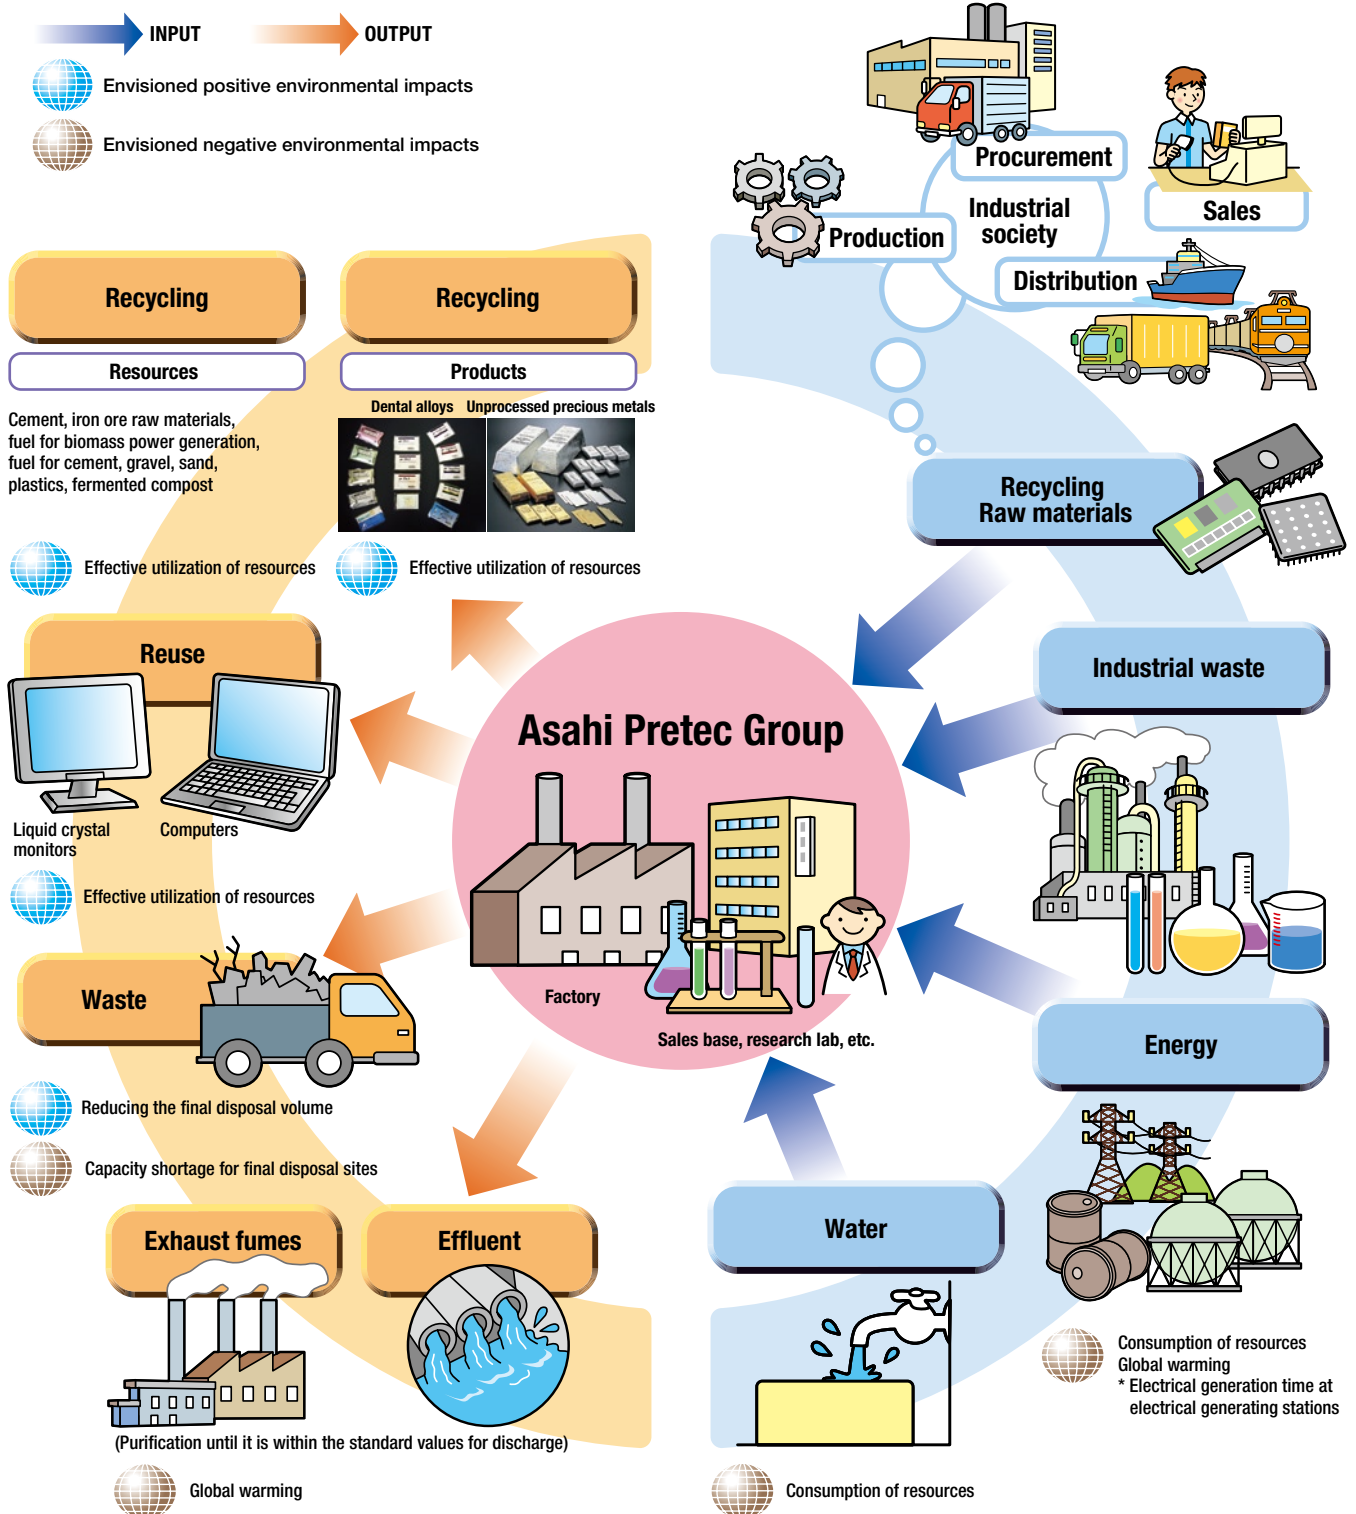 INPUT
OUTPUT
Envisioned positive environmental impacts
Envisioned negative environmental impacts
Procurement
Industrial
society
Sales
Production
Distribution
Recycling
Resources
Cement, iron ore raw materials,
fuel for biomass power generation,
fuel for cement, gravel, sand,
plastics, fermented compost
Effective utilization of resources
Recycling
Products
Dental alloys
Unprocessed precious metals
Effective utilization of resources
Recycling
Raw materials
Reuse
Liquid crystal
monitors
Computers
Effective utilization of resources
Asahi Pretec Group
Factory
Sales base, research lab, etc.
Industrial waste
Waste
Reducing the final disposal volume
Capacity shortage for final disposal sites
Energy
Consumption of resources
Global warming
* Electrical generation time at
electrical generating stations
Exhaust fumes
Effluent
(Purification until it is within the standard values for discharge)
Global warming
Water
Consumption of resources